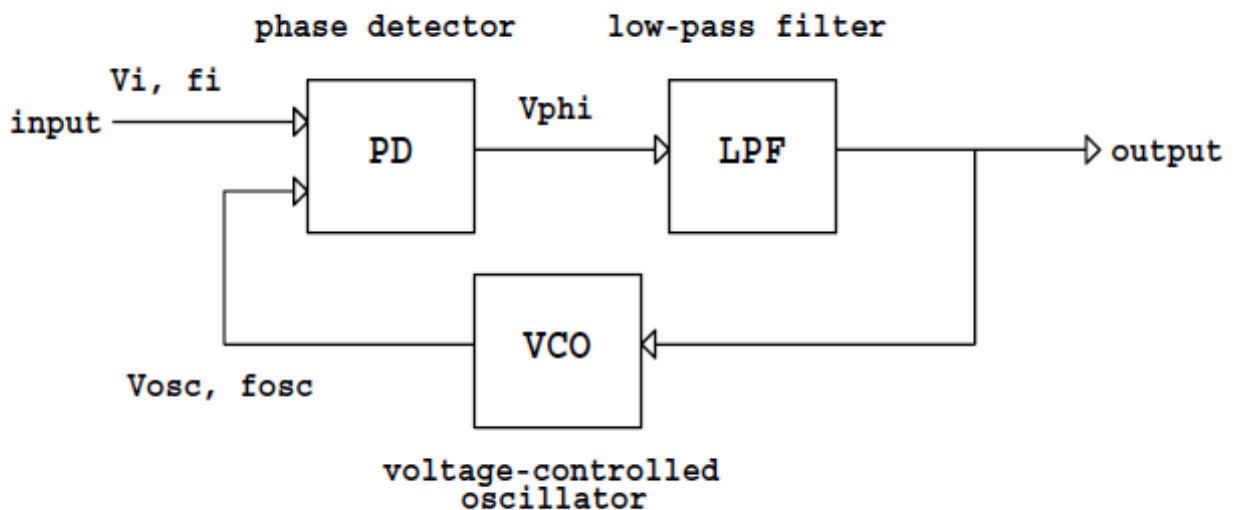 phase detector
low-pass filter
Vi, fi
input
PD
Vphi
LPF
output
VCO
Vosc, fosc
voltage-controlled
oscillator